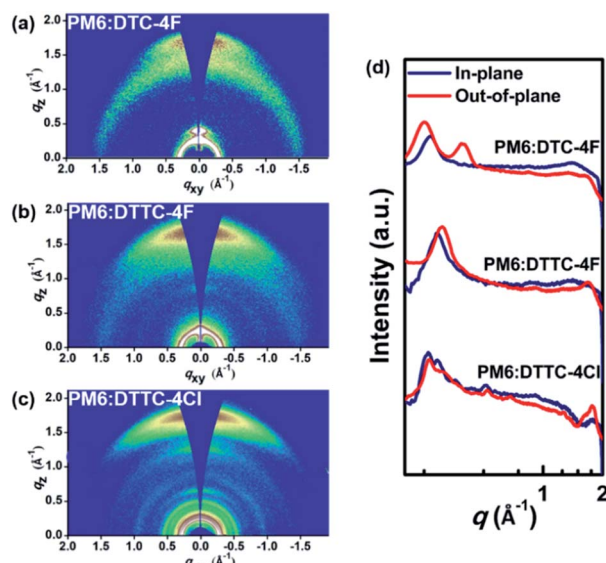 (a)
PM6:DTC-4F
2.0
1.5
1.0
0.5
0.0
qz (Å-1)
2.0 1.5 1.0 0.5 0.0 -0.5 -1.0 -1.5
qxy (Å-1)
(b)
PM6:DTTC-4F
2.0
1.5
1.0
0.5
0.0
qz (Å-1)
2.0 1.5 1.0 0.5 0.0 -0.5 -1.0 -1.5
qxy (Å-1)
(c)
PM6:DTTC-4Cl
2.0
1.5
1.0
0.5
0.0
qz (Å-1)
2.0 1.5 1.0 0.5 0.0 -0.5 -1.0 -1.5
(d)
In-plane
Out-of-plane
PM6:DTC-4F
PM6:DTTC-4F
PM6:DTTC-4Cl
Intensity (a.u.)
1 2
q (Å-1)